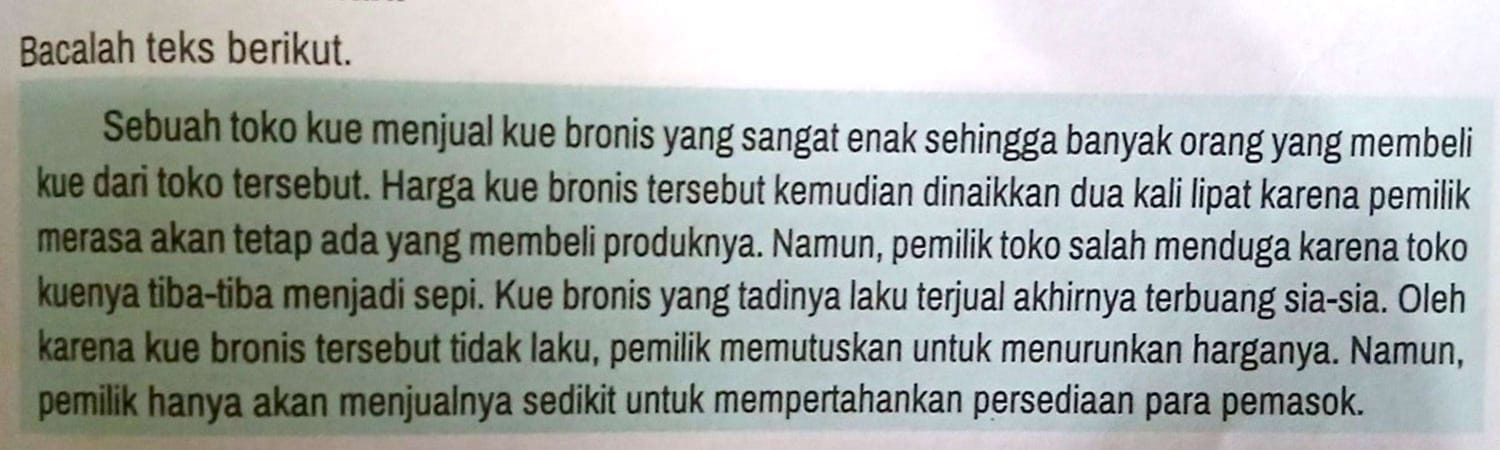 Bacalah teks berikut.
Sebuah toko kue menjual kue bronis yang sangat enak sehingga banyak orang yang membeli
kue dari toko tersebut. Harga kue bronis tersebut kemudian dinaikkan dua kali lipat karena pemilik
merasa akan tetap ada yang membeli produknya. Namun, pemilik toko salah menduga karena toko
kuenya tiba-tiba menjadi sepi. Kue bronis yang tadinya laku terjual akhirnya terbuang sia-sia. Oleh
karena kue bronis tersebut tidak laku, pemilik memutuskan untuk menurunkan harganya. Namun,
pemilik hanya akan menjualnya sedikit untuk mempertahankan persediaan para pemasok.